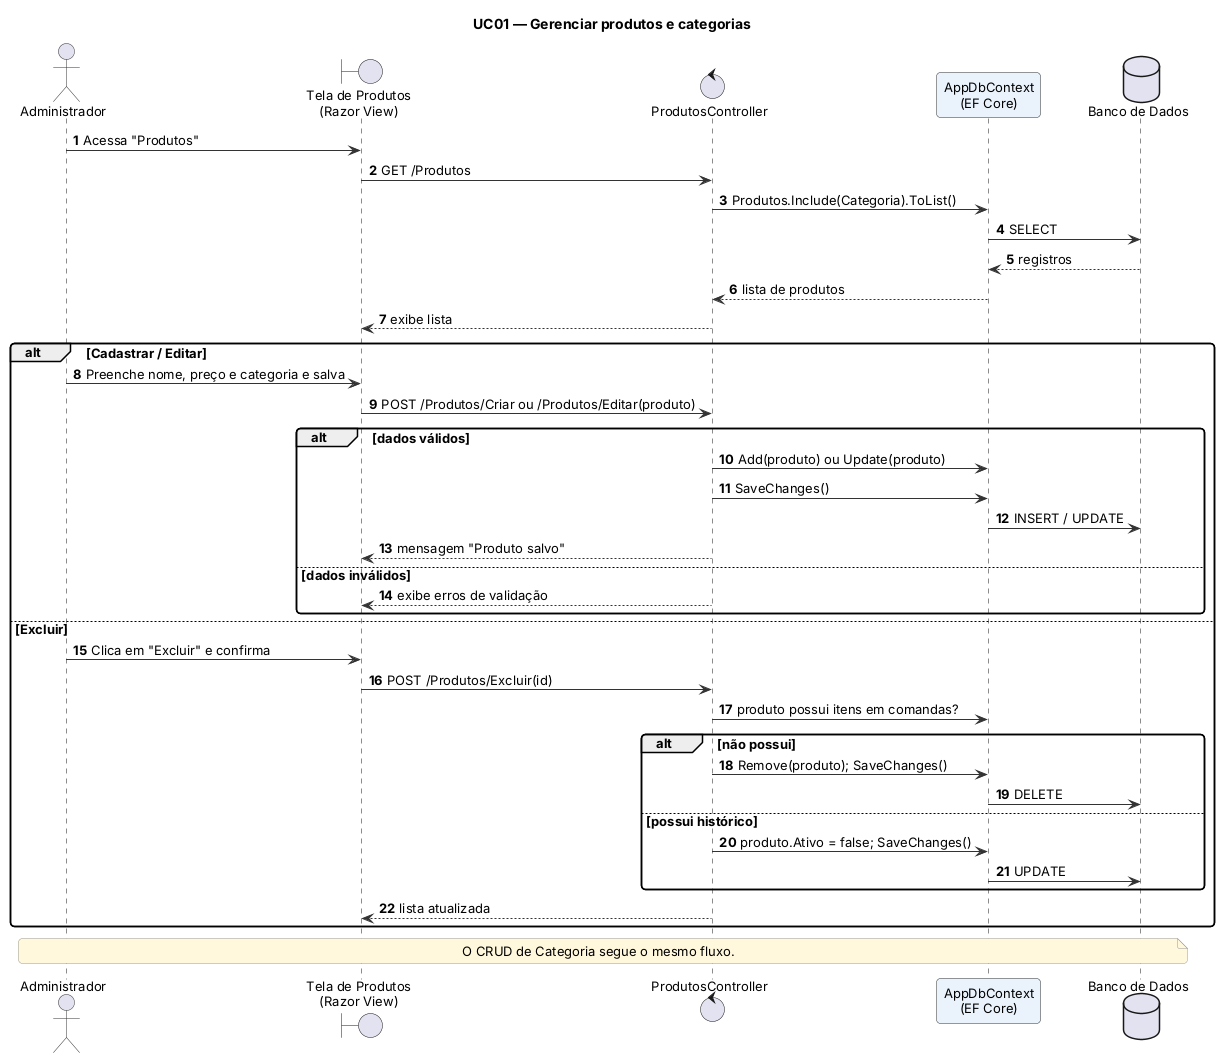 UC01 — Gerenciar produtos e categorias
Administrador
Tela de Produtos
(Razor View)
ProdutosController
AppDbContext
(EF Core)
Banco de Dados
1 Acessa "Produtos"
2 GET /Produtos
3 Produtos.Include(Categoria).ToList()
4 SELECT
5 registros
6 lista de produtos
7 exibe lista
alt [Cadastrar / Editar]
8 Preenche nome, preço e categoria e salva
9 POST /Produtos/Criar ou /Produtos/Editar(produto)
alt [dados válidos]
10 Add(produto) ou Update(produto)
11 SaveChanges()
12 INSERT / UPDATE
13 mensagem "Produto salvo"
[dados inválidos]
14 exibe erros de validação
[Excluir]
15 Clica em "Excluir" e confirma
16 POST /Produtos/Excluir(id)
17 produto possui itens em comandas?
alt [não possui]
18 Remove(produto); SaveChanges()
19 DELETE
[possui histórico]
20 produto.Ativo = false; SaveChanges()
21 UPDATE
22 lista atualizada
O CRUD de Categoria segue o mesmo fluxo.
Administrador
Tela de Produtos
(Razor View)
ProdutosController
AppDbContext
(EF Core)
Banco de Dados